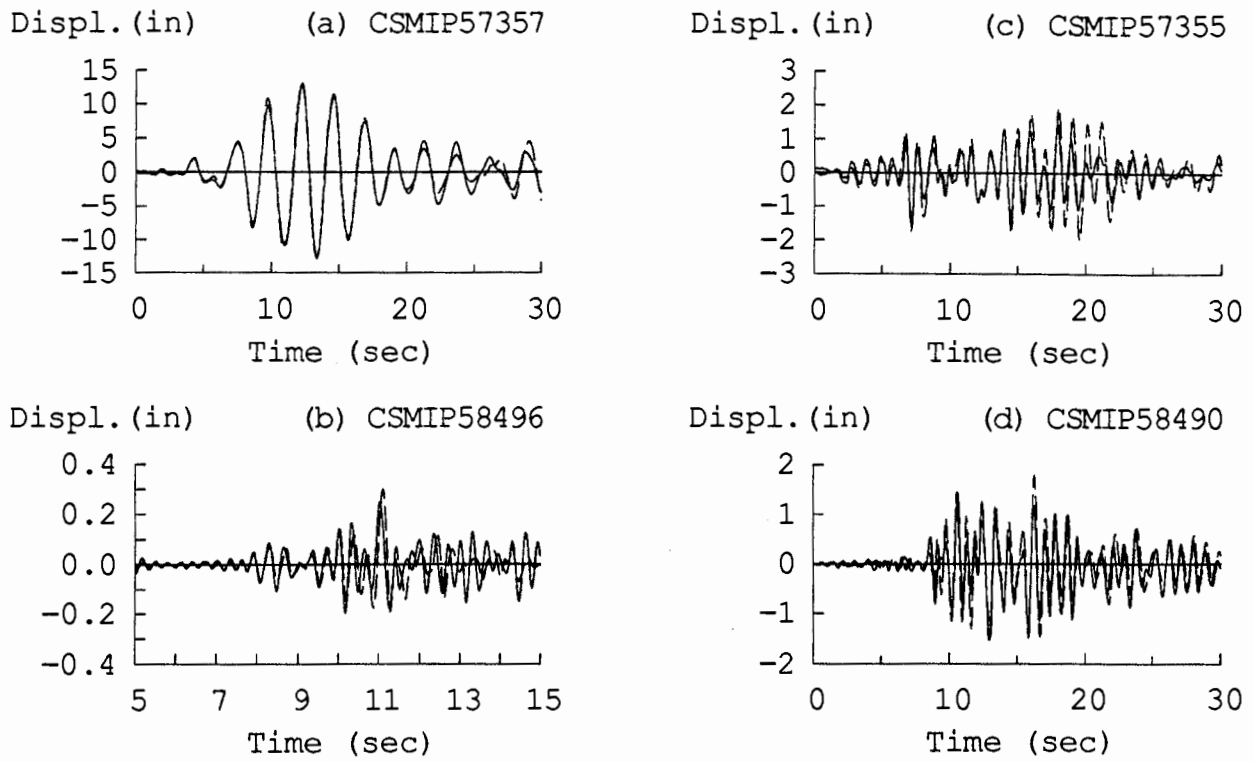 Displ.(in) (a) CSMIP57357
15
10
5
0
-5
-10
-15
0 10 20 30
Time (sec)
Displ.(in) (c) CSMIP57355
3
2
1
0
-1
-2
-3
0 10 20 30
Time (sec)
Displ.(in) (b) CSMIP58496
0.4
0.2
0.0
-0.2
-0.4
5 7 9 11 13 15
Time (sec)
Displ.(in) (d) CSMIP58490
2
1
0
-1
-2
0 10 20 30
Time (sec)